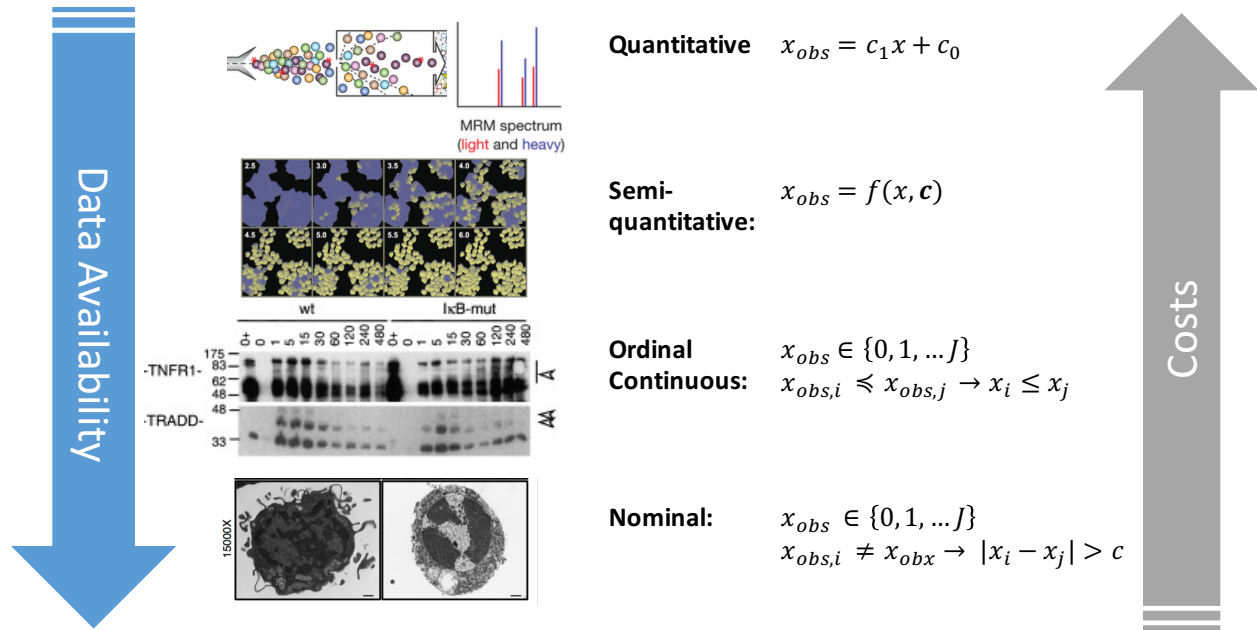 Data Availability
MRM spectrum
(light and heavy)
Quantitative
x_obs = c₁x + c₀
2.5 3.0 3.5 4.0
4.5 5.0 5.5 6.0
Semi-
quantitative:
x_obs = f(x, c)
wt IκB-mut
0+ 0 1 5 15 30 60 120 240 480 0+ 0 1 5 15 30 60 120 240 480
175
83
62
48
-TNFR1-
48
-TRADD-
33
Ordinal
Continuous:
x_obs ∈ {0, 1, … J}
x_obs,i ≼ x_obs,j → x_i ≤ x_j
15000X
Nominal:
x_obs ∈ {0, 1, … J}
x_obs,i ≠ x_obx → |x_i − x_j| > c
Costs